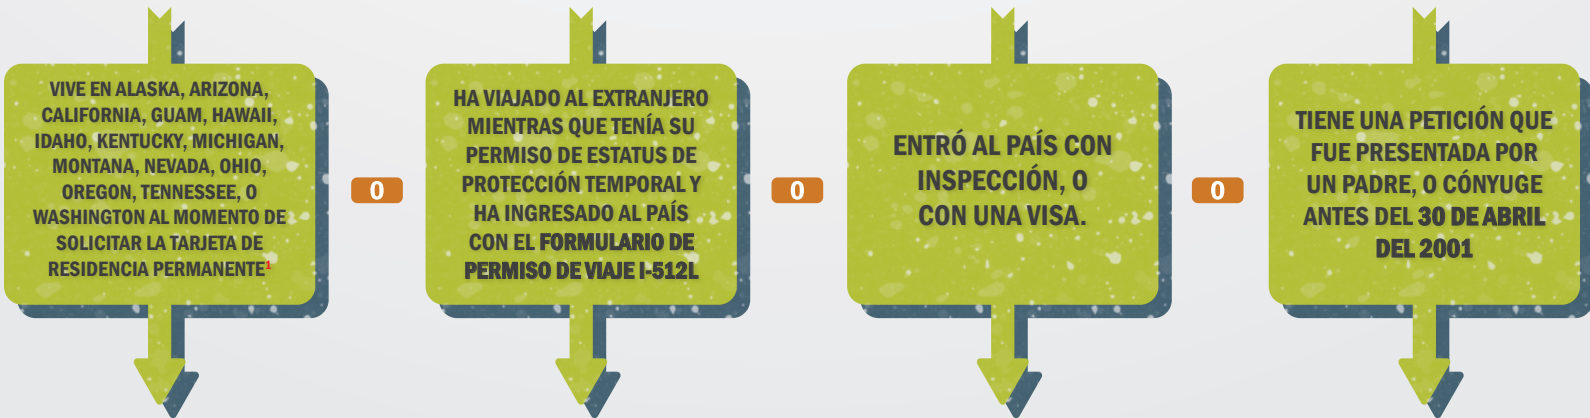 VIVE EN ALASKA, ARIZONA,
CALIFORNIA, GUAM, HAWAII,
IDAHO, KENTUCKY, MICHIGAN,
MONTANA, NEVADA, OHIO,
OREGON, TENNESSEE, O
WASHINGTON AL MOMENTO DE
SOLICITAR LA TARJETA DE
RESIDENCIA PERMANENTE¹
O
HA VIAJADO AL EXTRANJERO
MIENTRAS QUE TENÍA SU
PERMISO DE ESTATUS DE
PROTECCIÓN TEMPORAL Y
HA INGRESADO AL PAÍS
CON EL FORMULARIO DE
PERMISO DE VIAJE I-512L
O
ENTRÓ AL PAÍS CON
INSPECCIÓN, O
CON UNA VISA.
O
TIENE UNA PETICIÓN QUE
FUE PRESENTADA POR
UN PADRE, O CÓNYUGE
ANTES DEL 30 DE ABRIL
DEL 2001